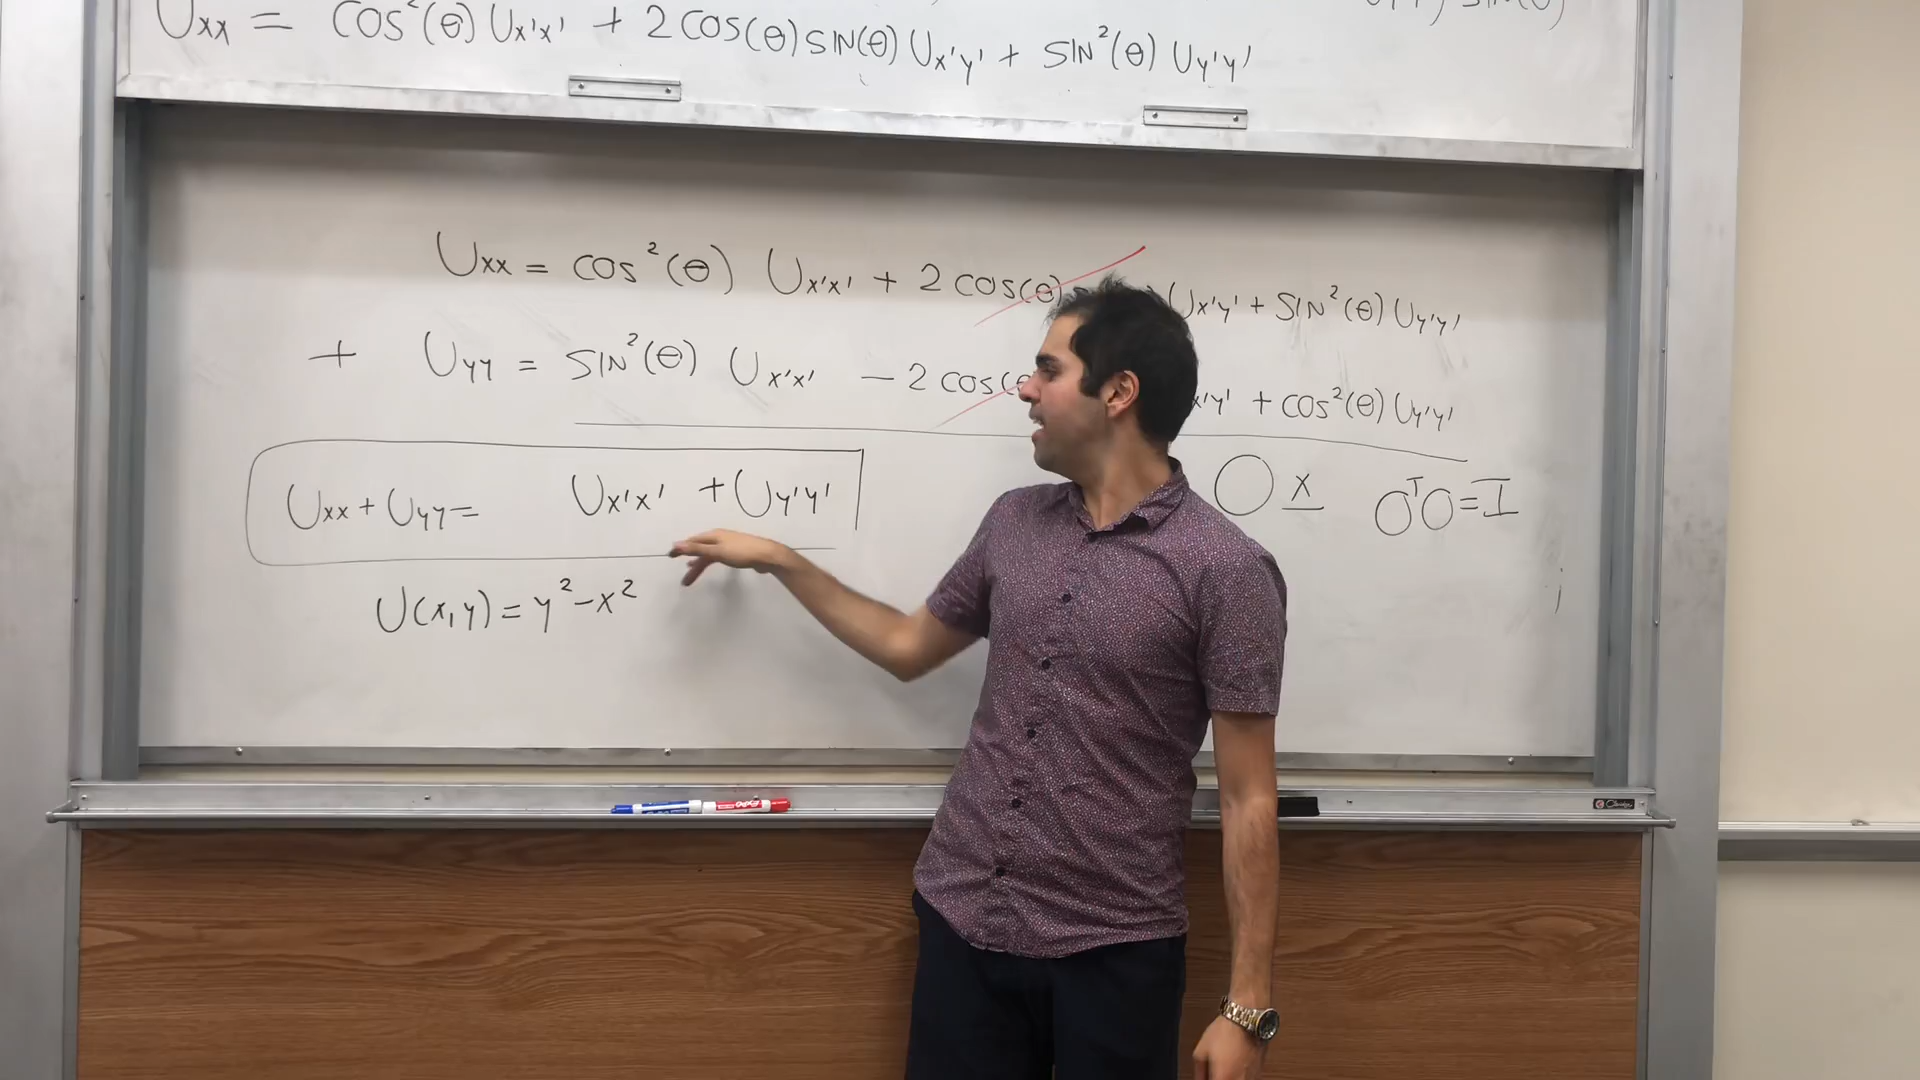 Uxx = cos²(θ) Ux'x' + 2 cos(θ) sin(θ) Ux'y' + sin²(θ) Uy'y'
Uxx = cos²(θ) Ux'x' + 2 cos(θ) Ux'y' + sin²(θ) Uy'y'
+ Uyy = sin²(θ) Ux'x' − 2 cos( x'y' + cos²(θ) Uy'y'
Uxx + Uyy = Ux'x' + Uy'y'
O x OᵀO = I
U(x,y) = y² − x²